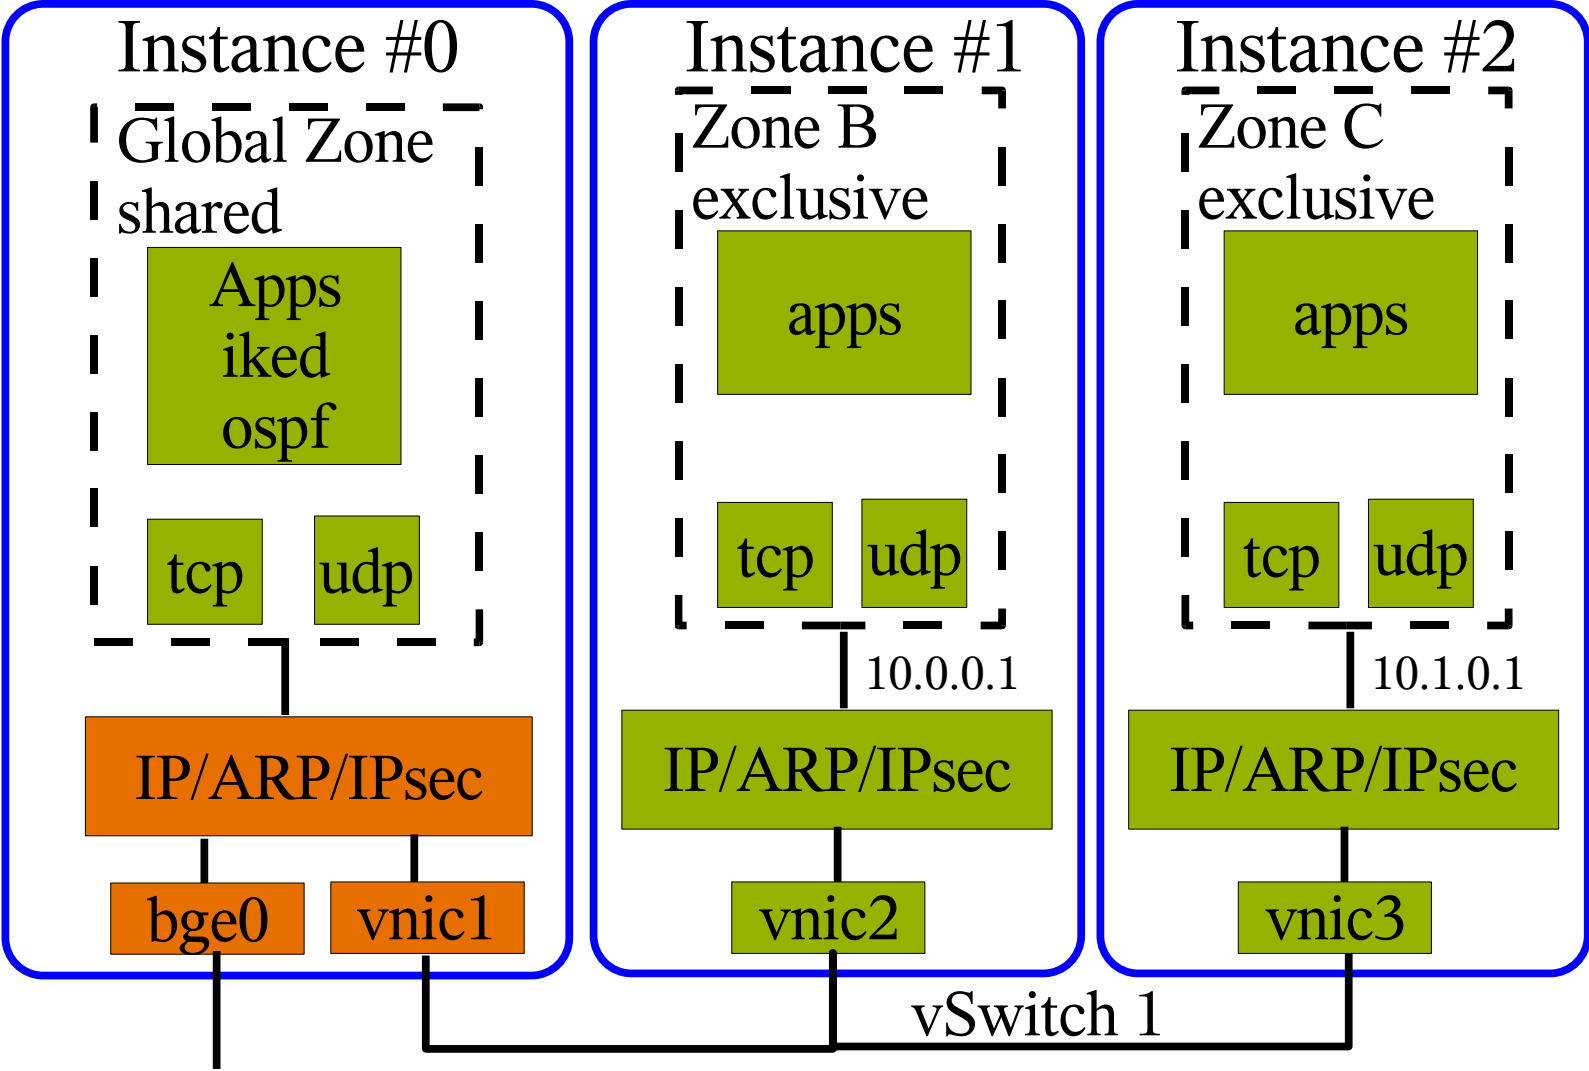 Instance #0
Global Zone
shared
Apps
iked
ospf
tcp
udp
IP/ARP/IPsec
bge0
vnic1
Instance #1
Zone B
exclusive
apps
tcp
udp
10.0.0.1
IP/ARP/IPsec
vnic2
Instance #2
Zone C
exclusive
apps
tcp
udp
10.1.0.1
IP/ARP/IPsec
vnic3
vSwitch 1